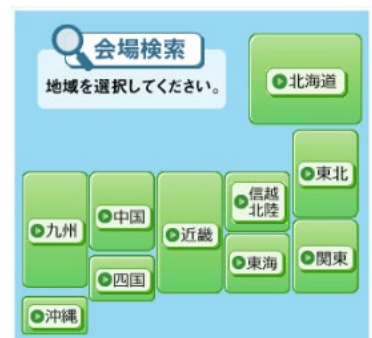 会場検索
地域を選択してください。
北海道
東北
信越
北陸
中国
九州
近畿
東海
関東
四国
沖縄